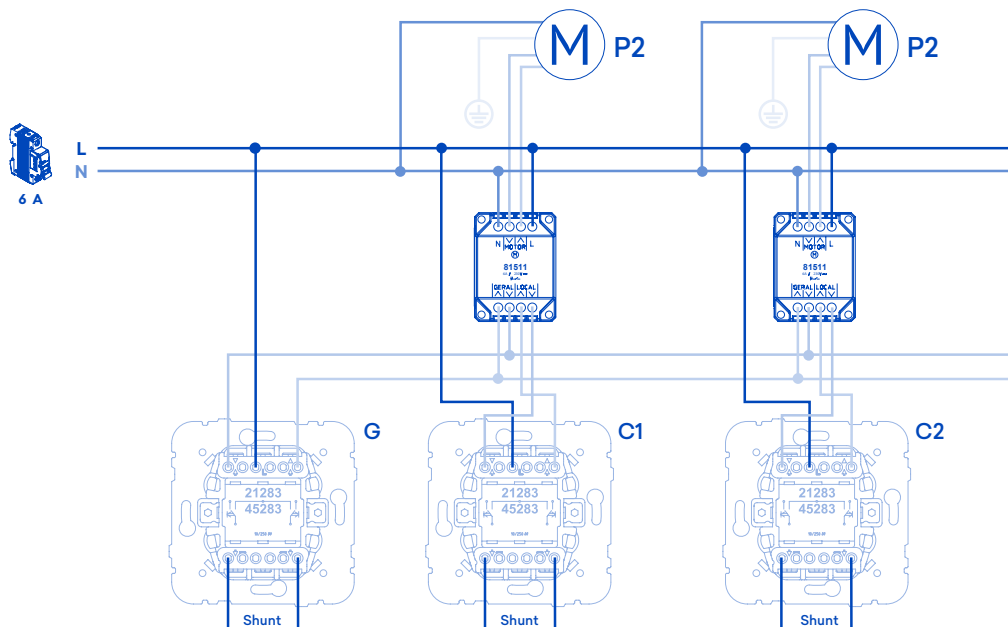 P2
P2
L
N
6 A
N MOTOR L
M
81511
GERAL LOCAL
N MOTOR L
M
81511
GERAL LOCAL
G
C1
C2
21283
45283
21283
45283
21283
45283
Shunt
Shunt
Shunt
M
M